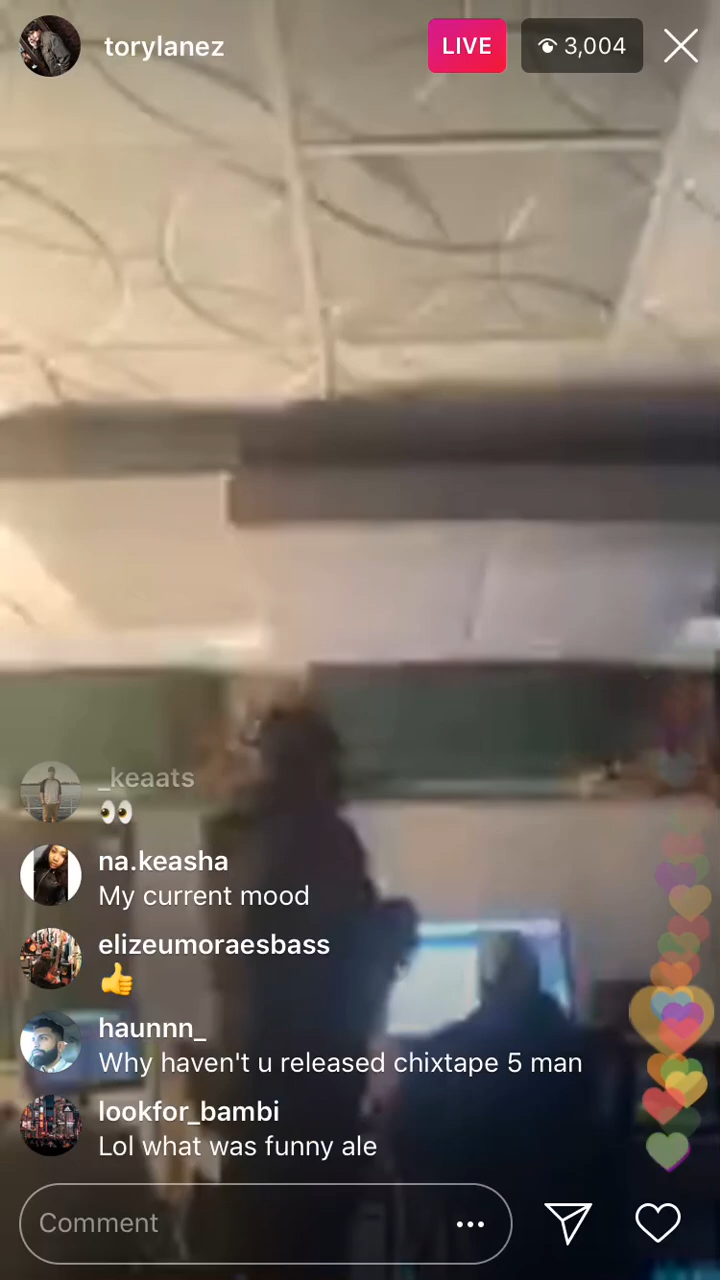 torylanez
LIVE
3,004
_keaats
👀
na.keasha
My current mood
elizeumoraesbass
👍
haunnn_
Why haven't u released chixtape 5 man
lookfor_bambi
Lol what was funny ale
Comment